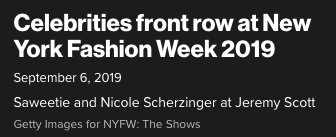 Celebrities front row at New
York Fashion Week 2019
September 6, 2019
Saweetie and Nicole Scherzinger at Jeremy Scott
Getty Images for NYFW: The Shows